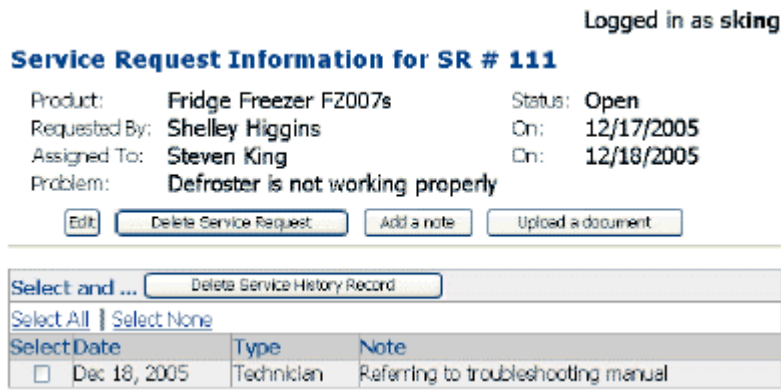 Logged in as sking
Service Request Information for SR # 111
Product: Fridge Freezer FZ007s Status: Open
Requested By: Shelley Higgins On: 12/17/2005
Assigned To: Steven King On: 12/18/2005
Problem: Defroster is not working properly
Edit Delete Service Request Add a note Upload a document
Select and ... Delete Service History Record
Select All | Select None
Select Date Type Note
Dec 18, 2005 Technician Referring to troubleshooting manual